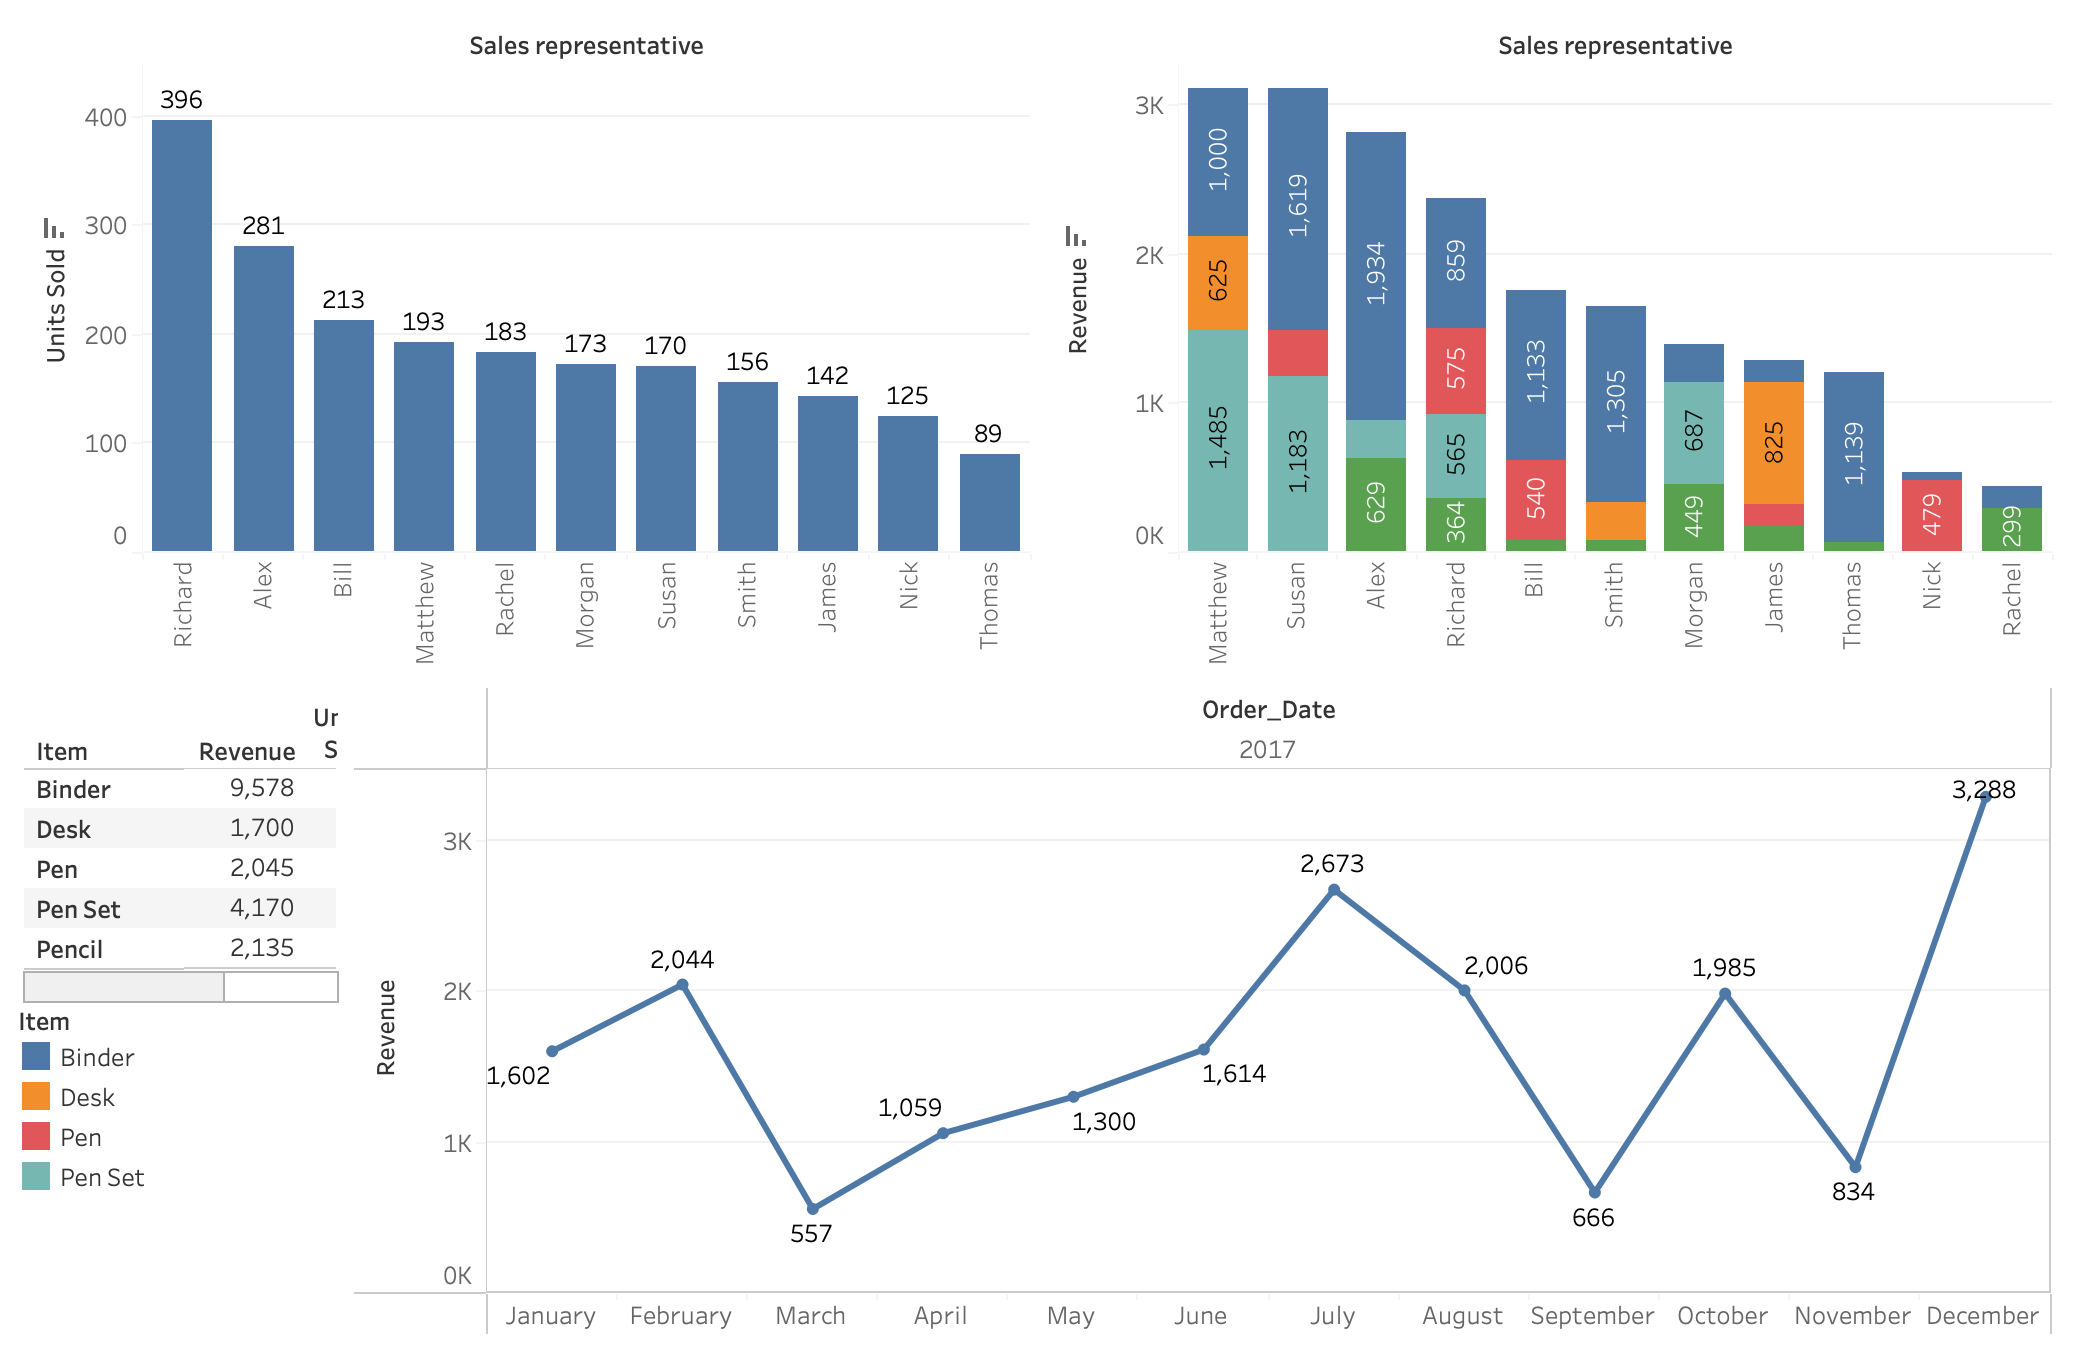 Sales representative
Units Sold
400
300
200
100
0
396
281
213
193
183
173
170
156
142
125
89
Richard
Alex
Bill
Matthew
Rachel
Morgan
Susan
Smith
James
Nick
Thomas
Sales representative
Revenue
3K
2K
1K
0K
1,000
625
1,485
1,619
1,183
1,934
629
859
575
565
364
1,133
540
1,305
687
449
825
1,139
479
299
Matthew
Susan
Alex
Richard
Bill
Smith
Morgan
James
Thomas
Nick
Rachel
Ur
Item Revenue S
Binder 9,578
Desk 1,700
Pen 2,045
Pen Set 4,170
Pencil 2,135
Item
Binder
Desk
Pen
Pen Set
Order_Date
2017
Revenue
3K
2K
1K
0K
1,602
2,044
557
1,059
1,300
1,614
2,673
2,006
666
1,985
834
3,288
January February March April May June July August September October November December